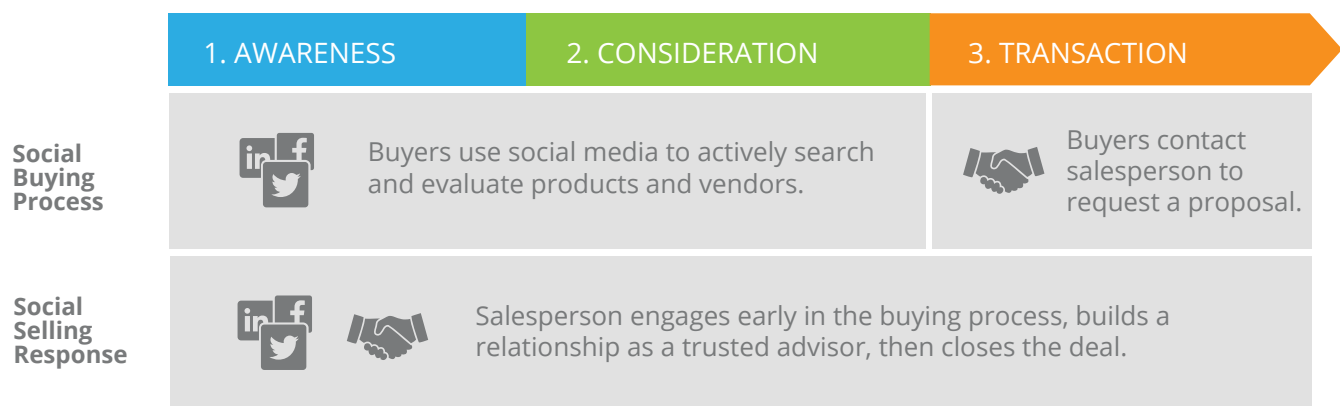 1. AWARENESS
2. CONSIDERATION
3. TRANSACTION
Social
Buying
Process
in f
Buyers use social media to actively search
and evaluate products and vendors.
Buyers contact
salesperson to
request a proposal.
Social
Selling
Response
in f
Salesperson engages early in the buying process, builds a
relationship as a trusted advisor, then closes the deal.